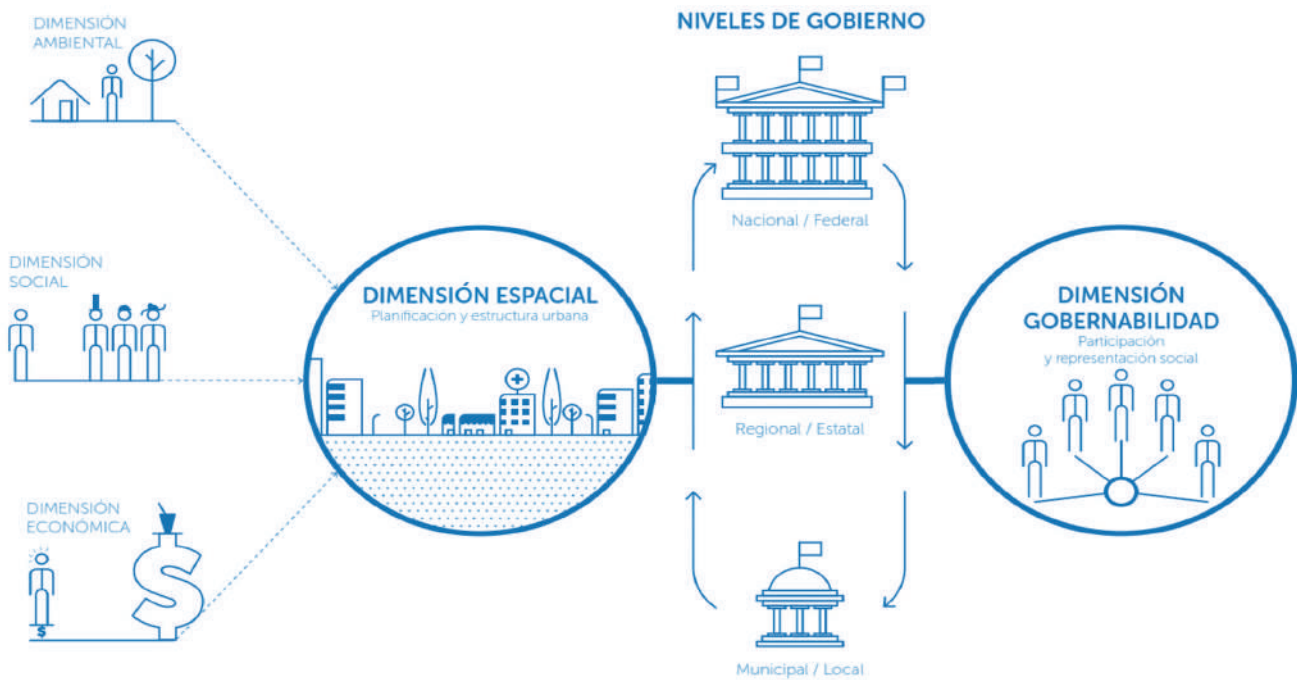 DIMENSIÓN
AMBIENTAL
DIMENSIÓN
SOCIAL
DIMENSIÓN
ECONÓMICA
$
$
DIMENSIÓN ESPACIAL
Planificación y estructura urbana
NIVELES DE GOBIERNO
Nacional / Federal
Regional / Estatal
Municipal / Local
DIMENSIÓN
GOBERNABILIDAD
Participación
y representación social